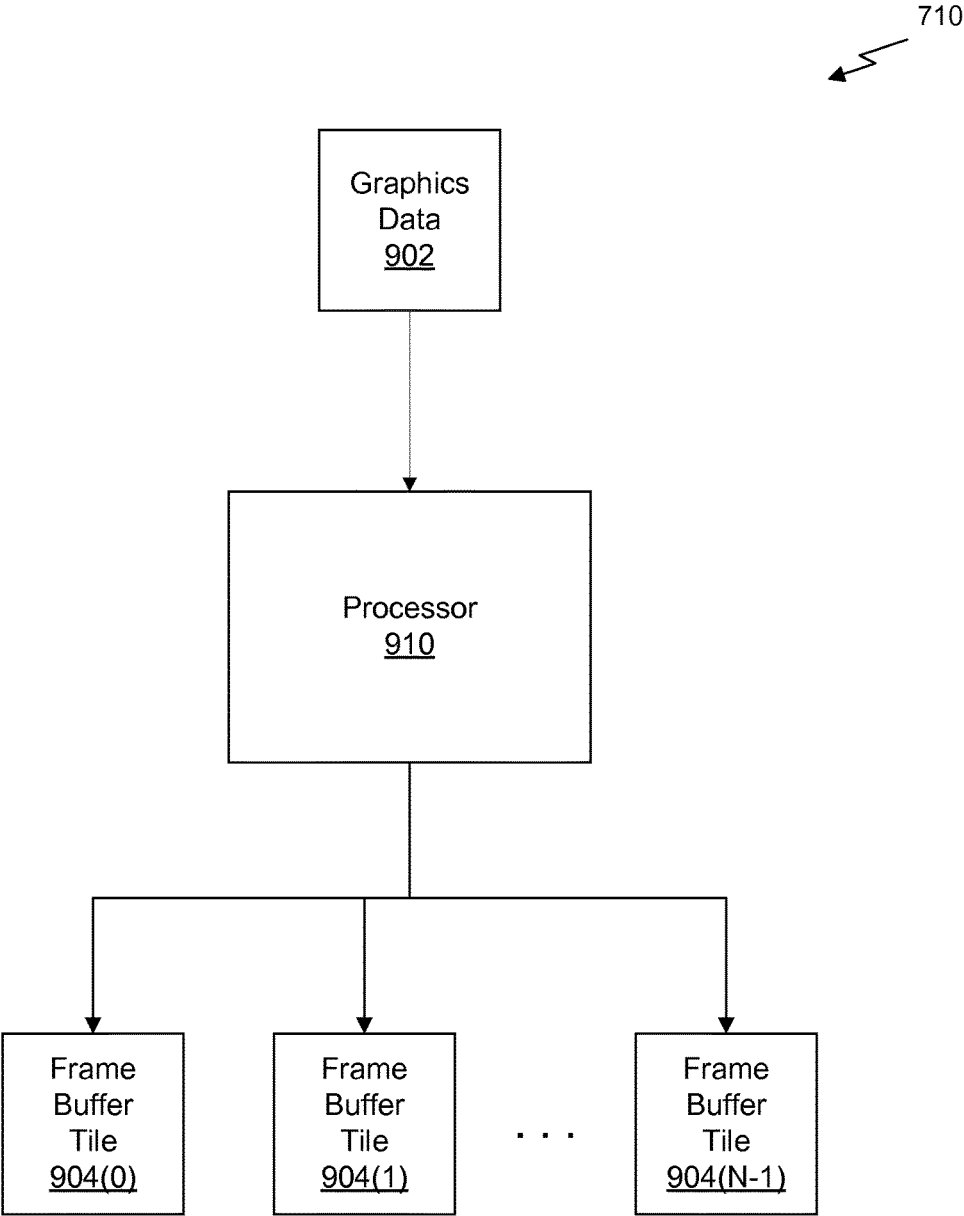 710
Graphics
Data
902
Processor
910
Frame
Buffer
Tile
904(0)
Frame
Buffer
Tile
904(1)
. . .
Frame
Buffer
Tile
904(N-1)